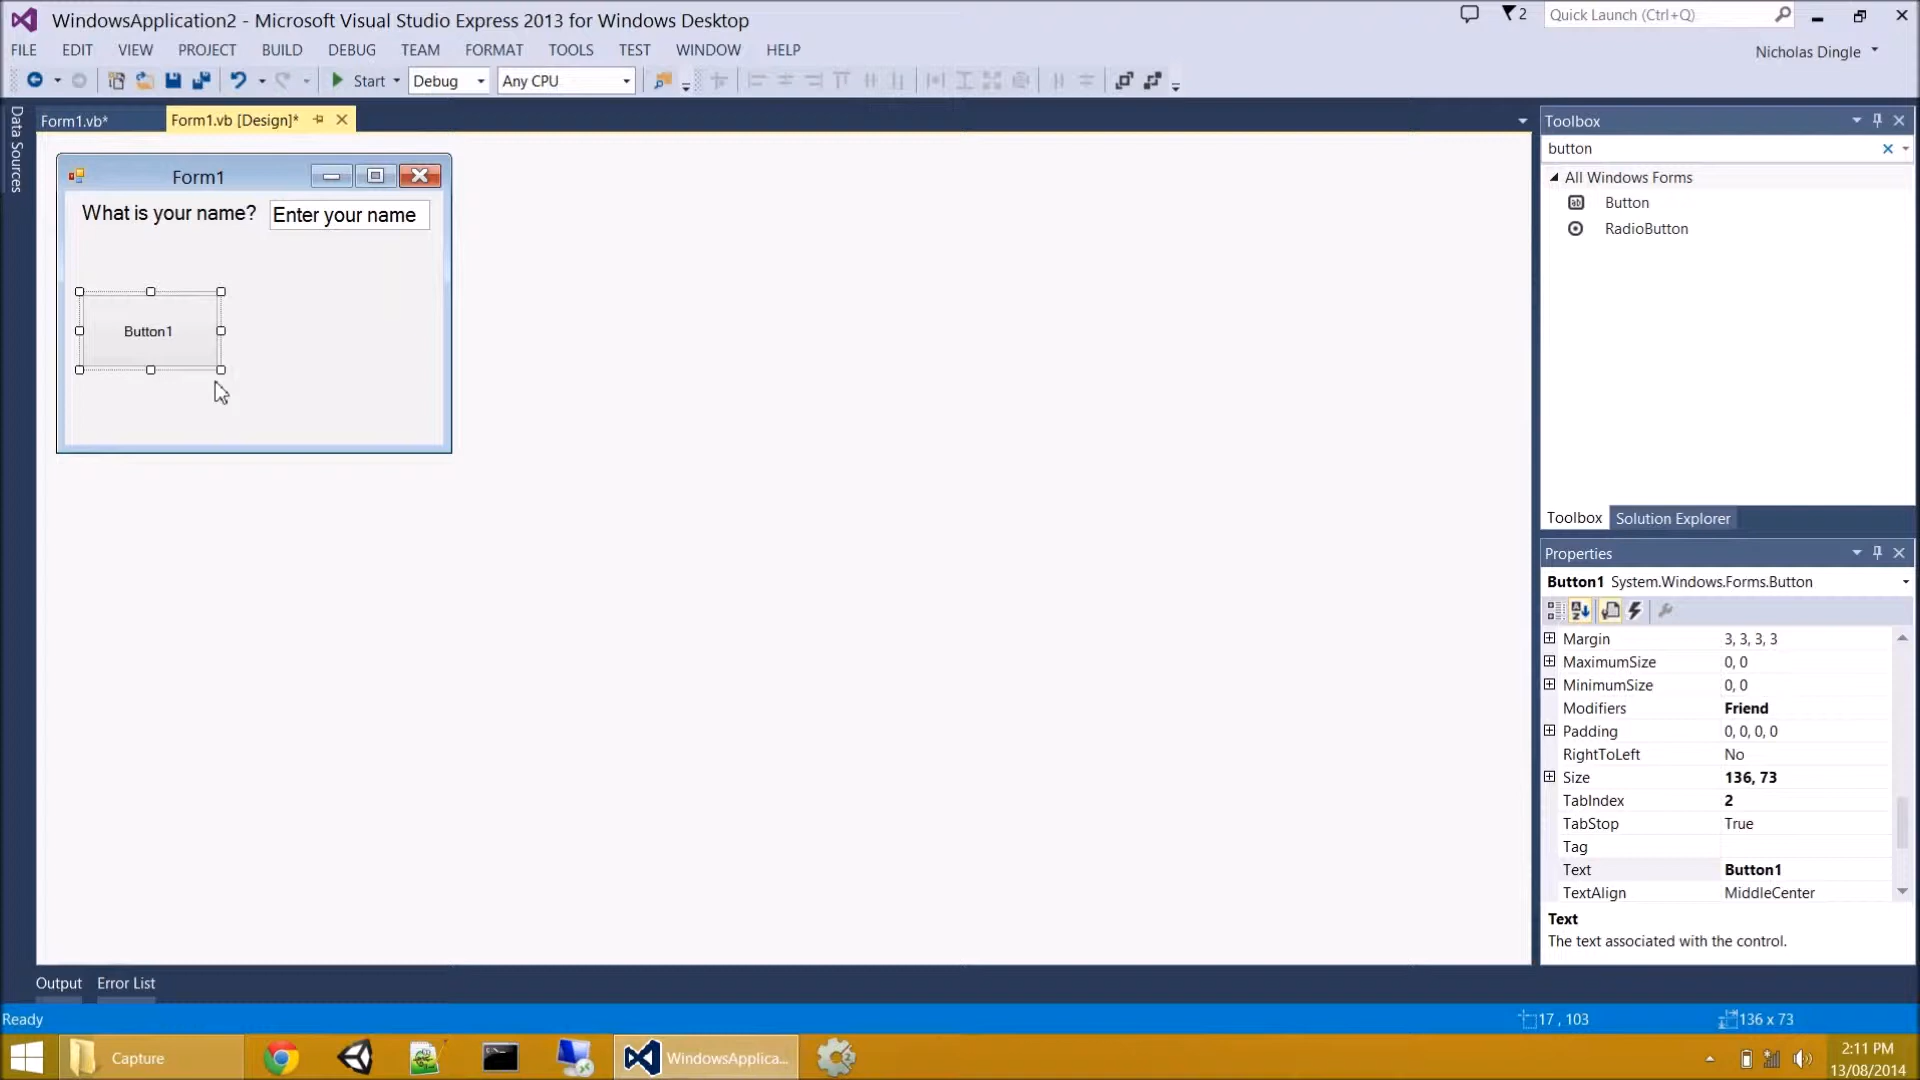 WindowsApplication2 - Microsoft Visual Studio Express 2013 for Windows Desktop
2
Quick Launch (Ctrl+Q)
FILE EDIT VIEW PROJECT BUILD DEBUG TEAM FORMAT TOOLS TEST WINDOW HELP
Nicholas Dingle
Start Debug Any CPU
Data Sources
Form1.vb* Form1.vb [Design]*
Form1
What is your name? Enter your name
Button1
Toolbox
button
All Windows Forms
Button
RadioButton
Toolbox Solution Explorer
Properties
Button1 System.Windows.Forms.Button
Margin 3, 3, 3, 3
MaximumSize 0, 0
MinimumSize 0, 0
Modifiers Friend
Padding 0, 0, 0, 0
RightToLeft No
Size 136, 73
TabIndex 2
TabStop True
Tag
Text Button1
TextAlign MiddleCenter
Text
The text associated with the control.
Output Error List
Ready
17 , 103 136 x 73
Capture
WindowsApplica...
2:11 PM
13/08/2014